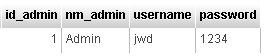 id_admin nm_admin username password
1 Admin jwd 1234